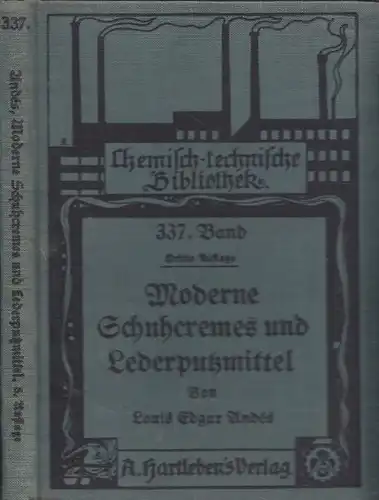 337.
Andés, Moderne Schuhcremes und Lederputzmittel. 3. Auflage
Chemisch-technische
Bibliothek.
337. Band
Dritte Auflage
Moderne
Schuhcremes und
Lederputzmittel
Von
Louis Edgar Andés
A. Hartleben's Verlag